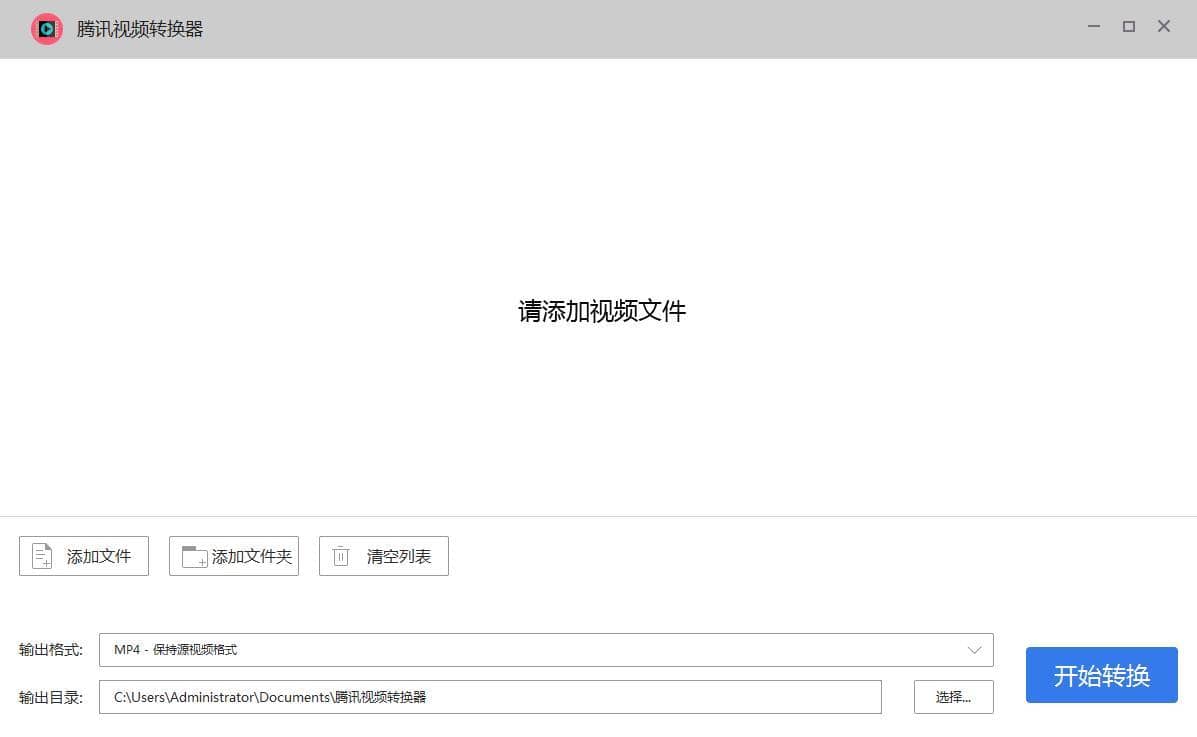 腾讯视频转换器
请添加视频文件
添加文件
添加文件夹
清空列表
输出格式:
MP4 - 保持源视频格式
输出目录:
C:\Users\Administrator\Documents\腾讯视频转换器
选择...
开始转换